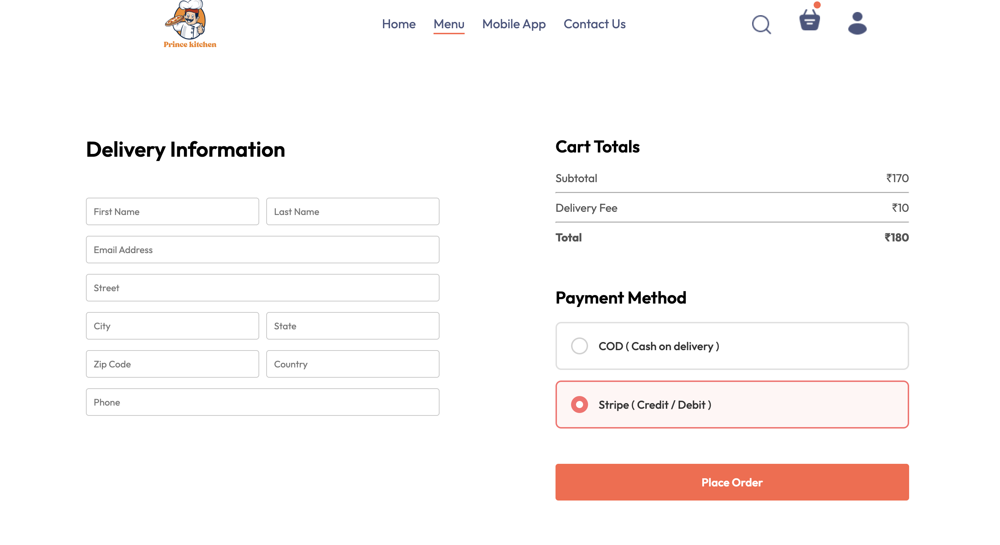 Prince kitchen
Home Menu Mobile App Contact Us
Delivery Information
First Name Last Name
Email Address
Street
City State
Zip Code Country
Phone
Cart Totals
Subtotal ₹170
Delivery Fee ₹10
Total ₹180
Payment Method
COD ( Cash on delivery )
Stripe ( Credit / Debit )
Place Order